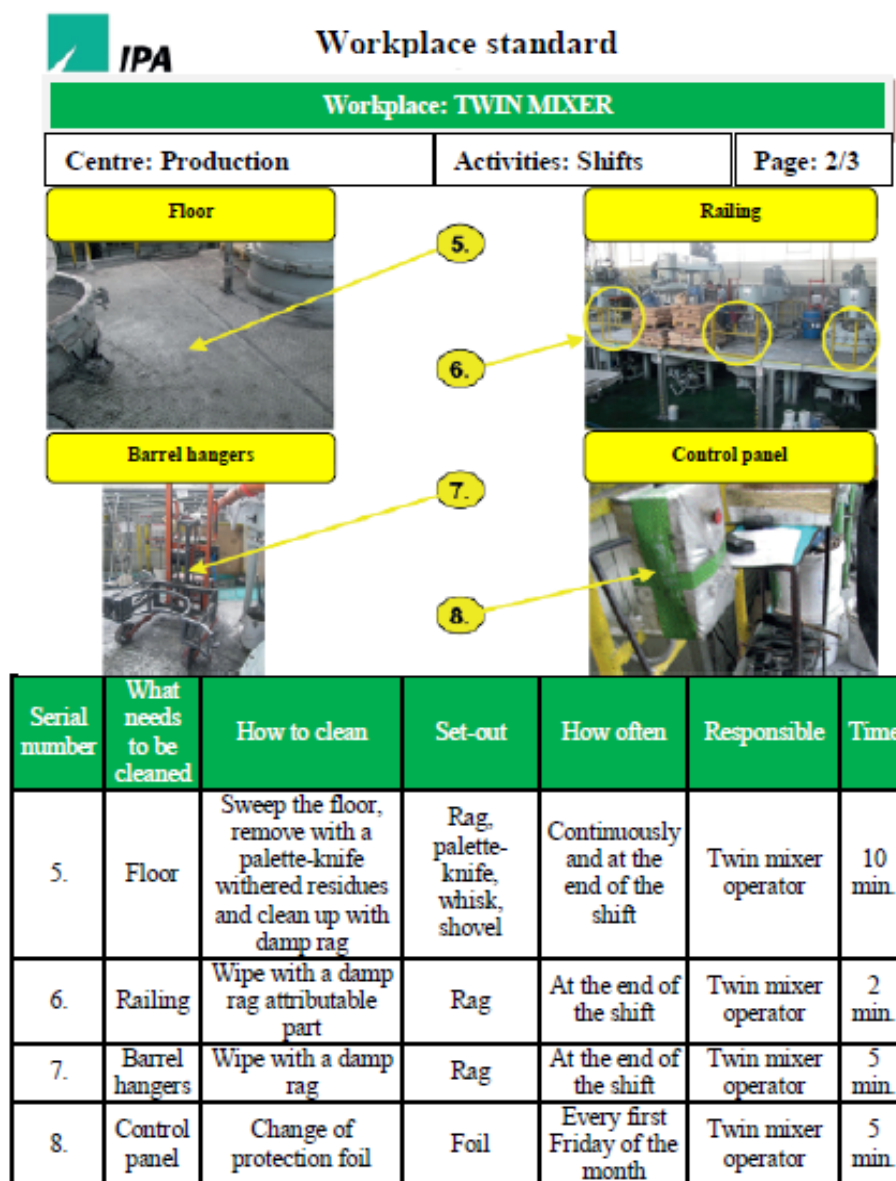 IPA
Workplace standard
Workplace: TWIN MIXER
Centre: Production
Activities: Shifts
Page: 2/3
Floor
Railing
5.
6.
Barrel hangers
Control panel
7.
8.
Serial
number
What
needs
to be
cleaned
How to clean
Set-out
How often
Responsible
Time
5.
Floor
Sweep the floor,
remove with a
palette-knife
withered residues
and clean up with
damp rag
Rag,
palette-
knife,
whisk,
shovel
Continuously
and at the
end of the
shift
Twin mixer
operator
10
min.
6.
Railing
Wipe with a damp
rag attributable
part
Rag
At the end of
the shift
Twin mixer
operator
2
min.
7.
Barrel
hangers
Wipe with a damp
rag
Rag
At the end of
the shift
Twin mixer
operator
5
min.
8.
Control
panel
Change of
protection foil
Foil
Every first
Friday of the
month
Twin mixer
operator
5
min.